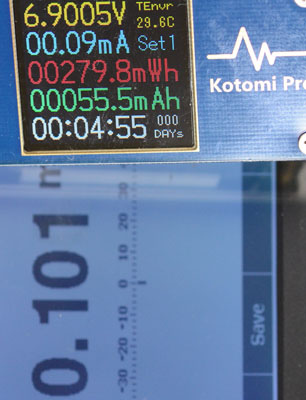 6.9005V TEnvr
29.6C
00.09mA Set1
00279.8mWh
00055.5mAh
00:04:55 000
DAYs
Kotomi Pr
0.101 m
-30 -20 -10 0 10 20 30
Save